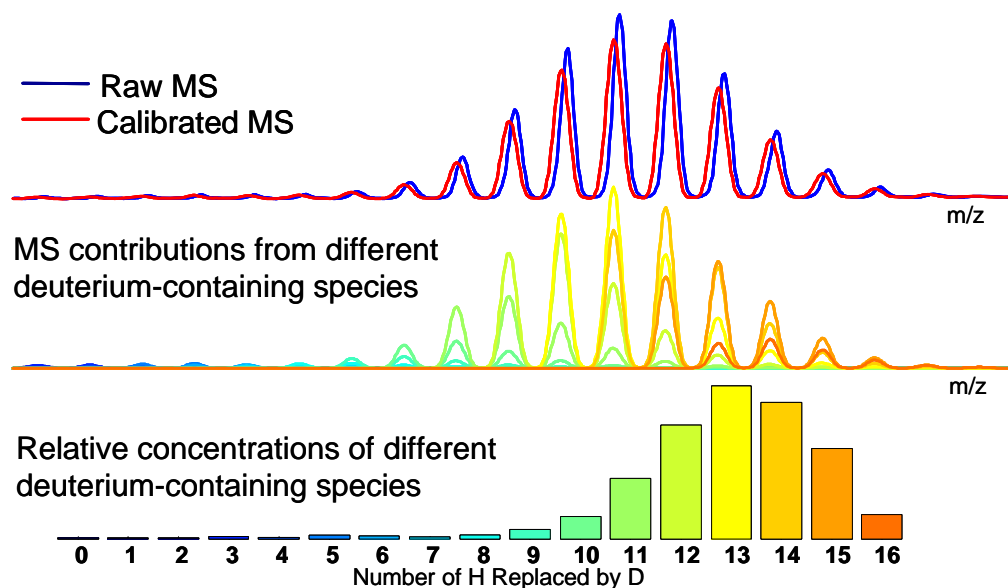 Raw MS
Calibrated MS
m/z
MS contributions from different
deuterium-containing species
m/z
Relative concentrations of different
deuterium-containing species
0 1 2 3 4 5 6 7 8 9 10 11 12 13 14 15 16
Number of H Replaced by D